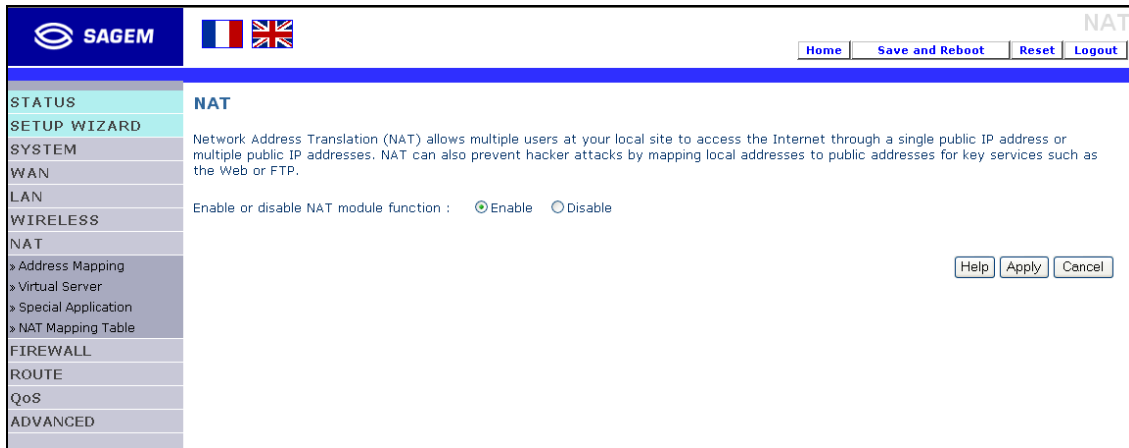 SAGEM
NAT
Home Save and Reboot Reset Logout
STATUS
SETUP WIZARD
SYSTEM
WAN
LAN
WIRELESS
NAT
» Address Mapping
» Virtual Server
» Special Application
» NAT Mapping Table
FIREWALL
ROUTE
QoS
ADVANCED
NAT
Network Address Translation (NAT) allows multiple users at your local site to access the Internet through a single public IP address or
multiple public IP addresses. NAT can also prevent hacker attacks by mapping local addresses to public addresses for key services such as
the Web or FTP.
Enable or disable NAT module function : Enable Disable
Help Apply Cancel